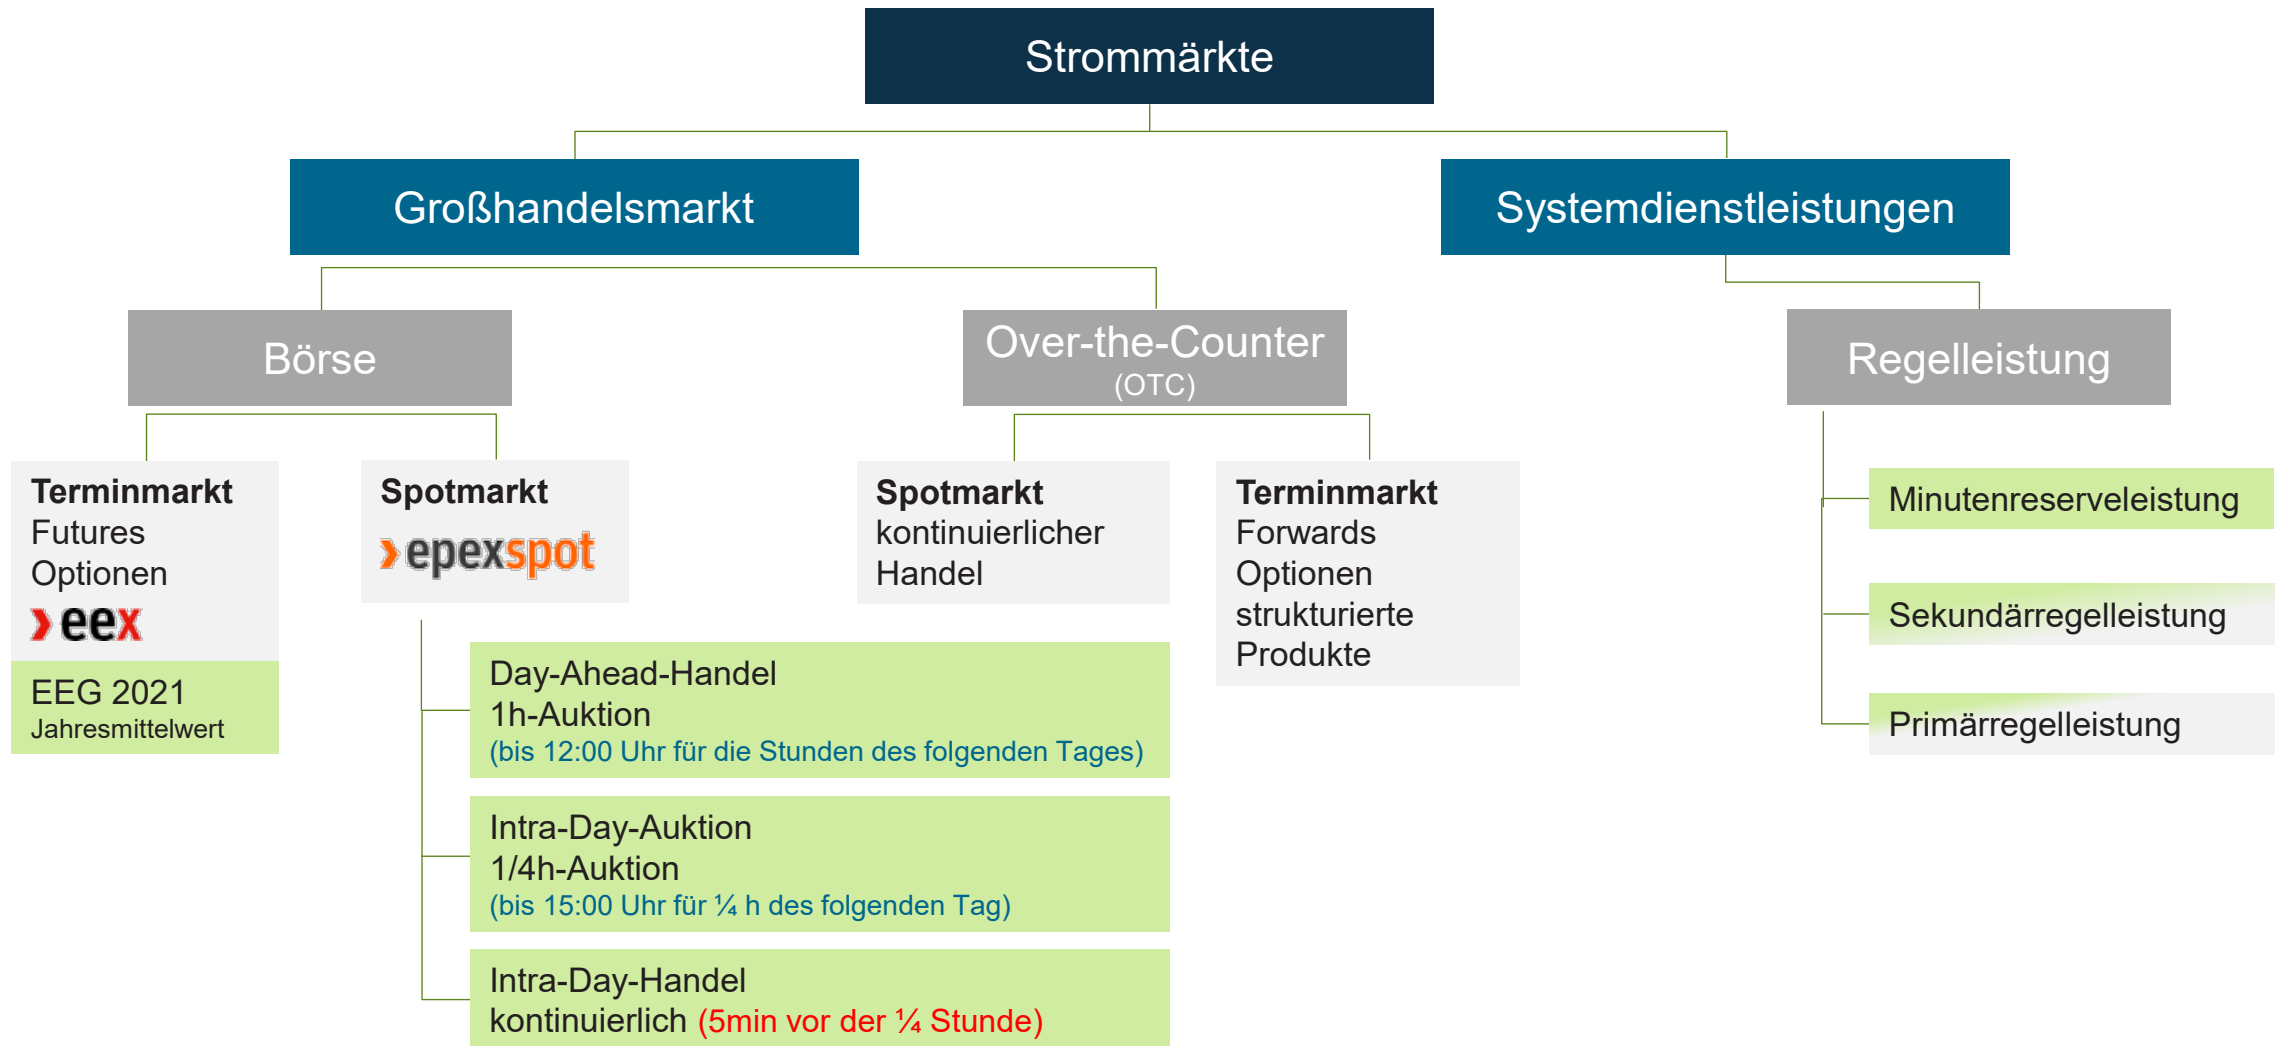 Strommärkte
Großhandelsmarkt
Systemdienstleistungen
Börse
Over-the-Counter
(OTC)
Regelleistung
Terminmarkt
Futures
Optionen
eex
EEG 2021
Jahresmittelwert
Spotmarkt
epexspot
Day-Ahead-Handel
1h-Auktion
(bis 12:00 Uhr für die Stunden des folgenden Tages)
Intra-Day-Auktion
1/4h-Auktion
(bis 15:00 Uhr für ¼ h des folgenden Tag)
Intra-Day-Handel
kontinuierlich (5min vor der ¼ Stunde)
Spotmarkt
kontinuierlicher
Handel
Terminmarkt
Forwards
Optionen
strukturierte
Produkte
Minutenreserveleistung
Sekundärregelleistung
Primärregelleistung